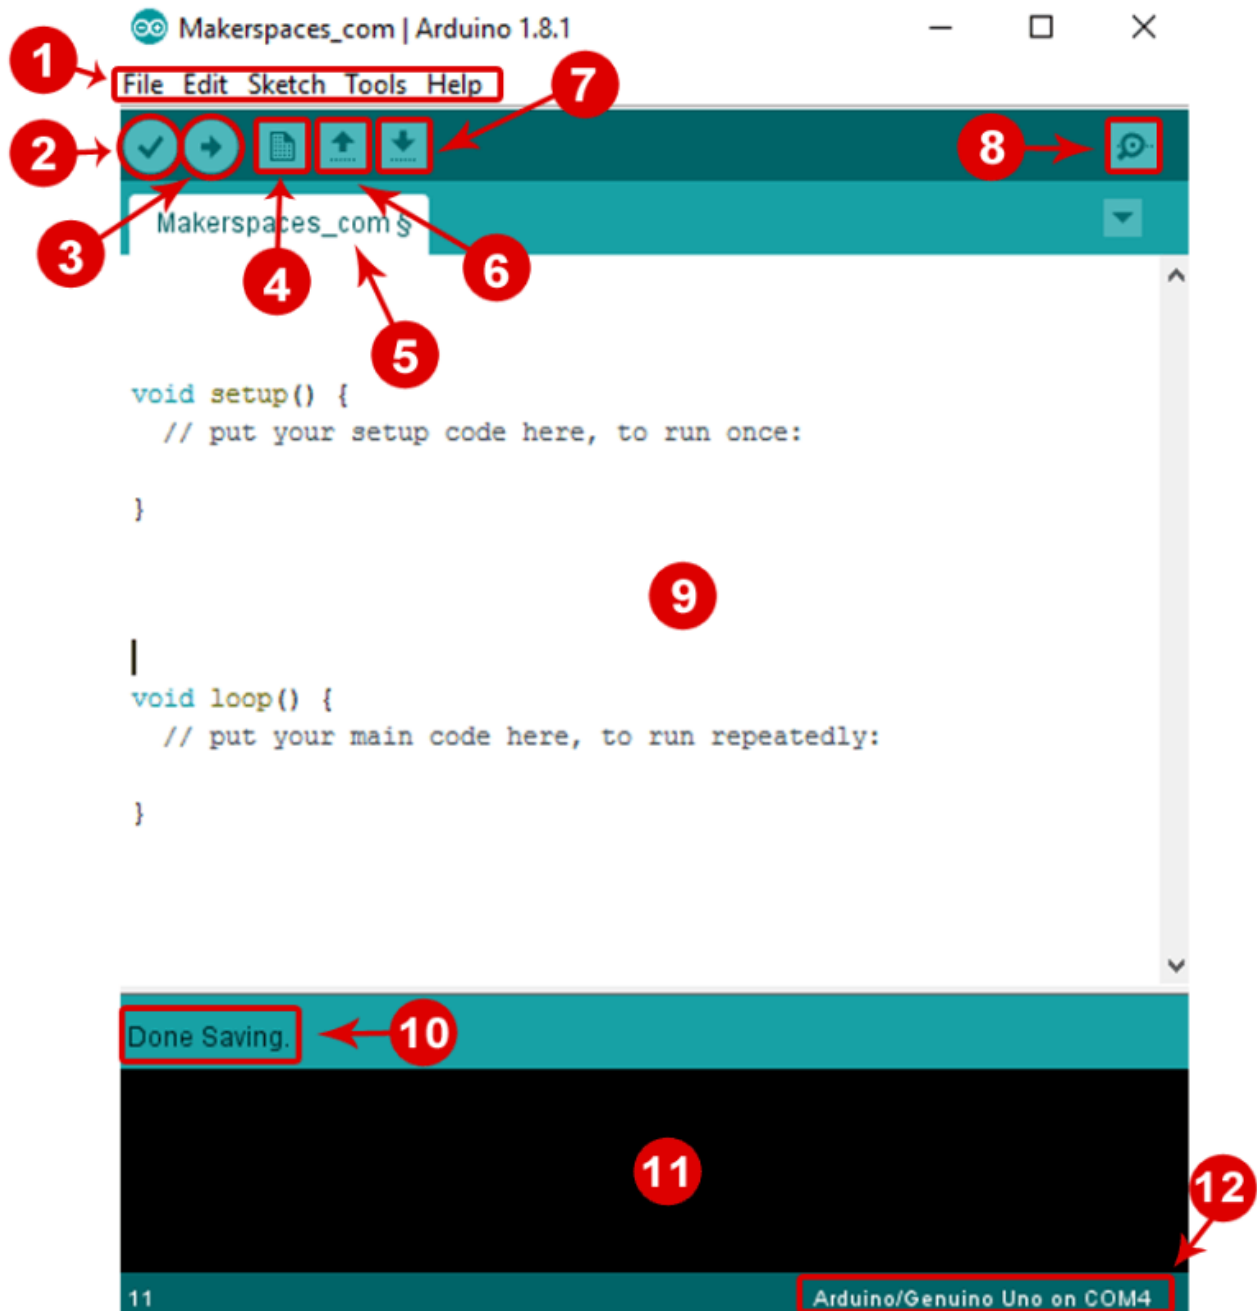 Makerspaces_com | Arduino 1.8.1
1
File Edit Sketch Tools Help
7
2
8
Makerspaces_com §
3
4
6
5
void setup() {
// put your setup code here, to run once:
}
9
void loop() {
// put your main code here, to run repeatedly:
}
Done Saving.
10
11
12
11
Arduino/Genuino Uno on COM4